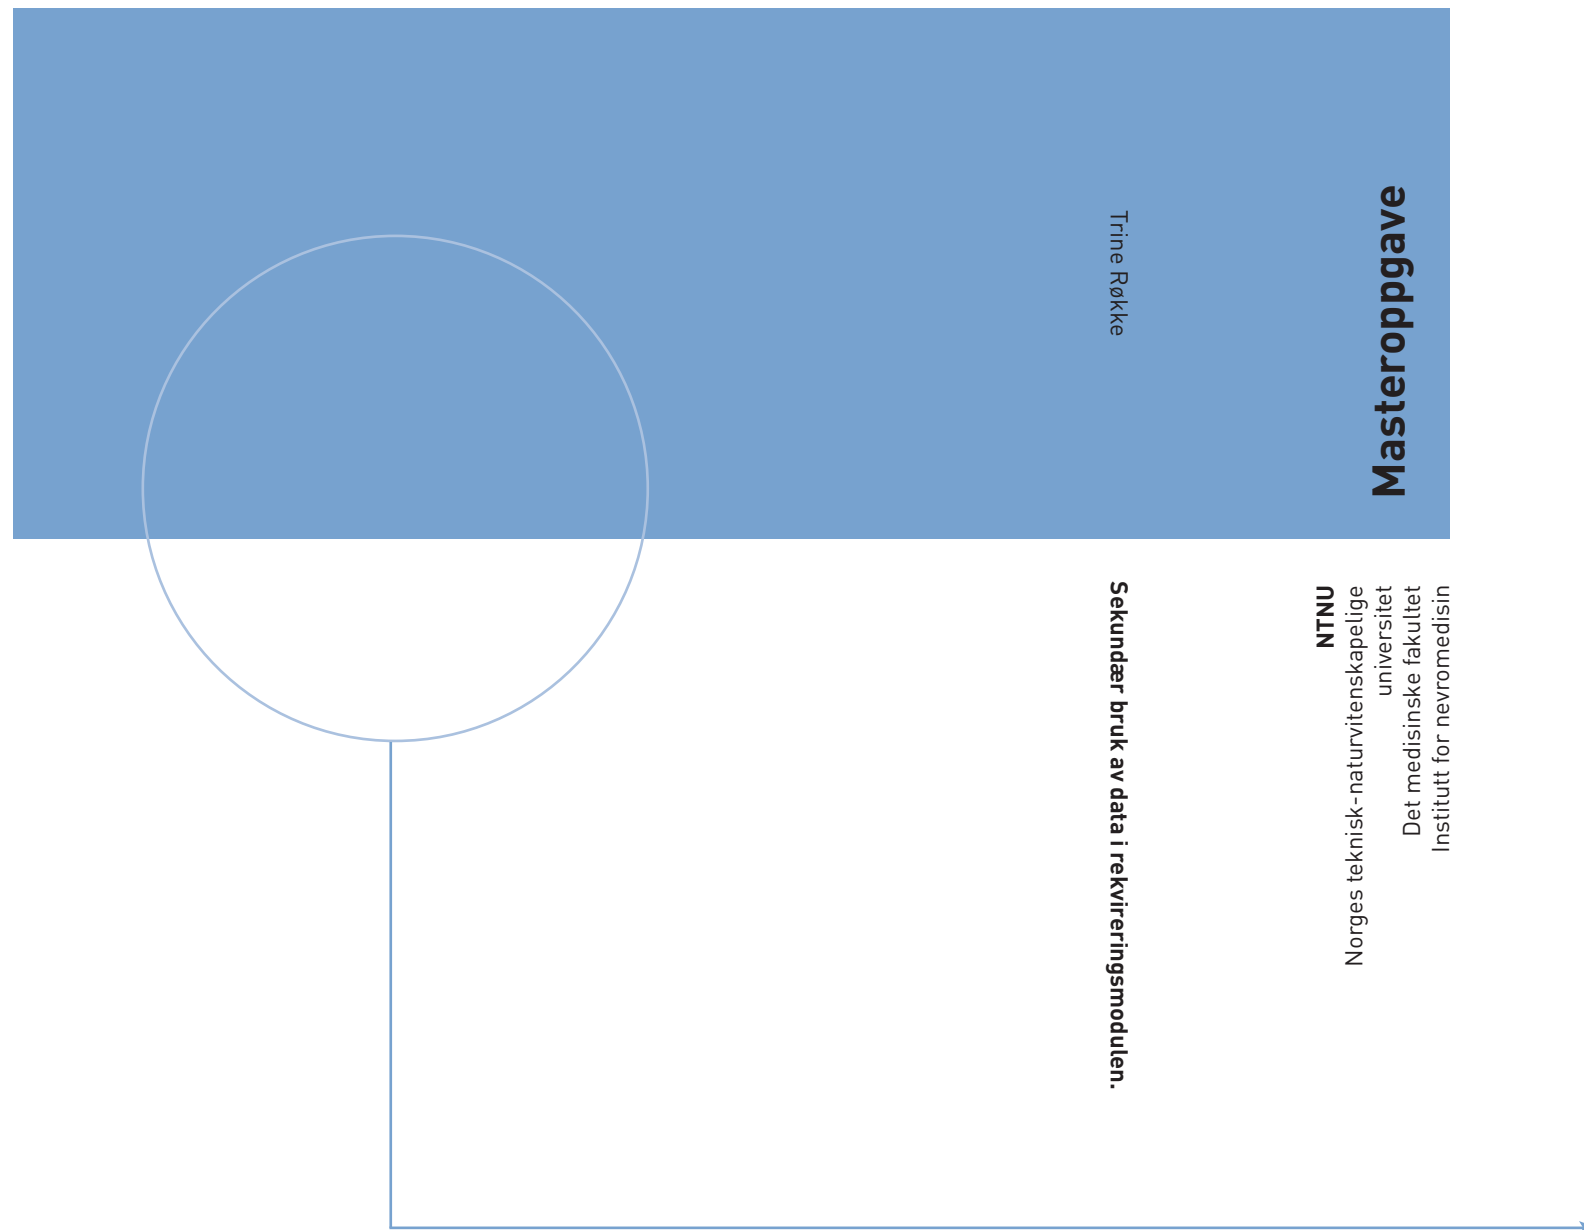 Trine Røkke
Sekundær bruk av data i rekvireringsmodulen.
Masteroppgave
NTNU
Norges teknisk-naturvitenskapelige
universitet
Det medisinske fakultet
Institutt for nevromedisin